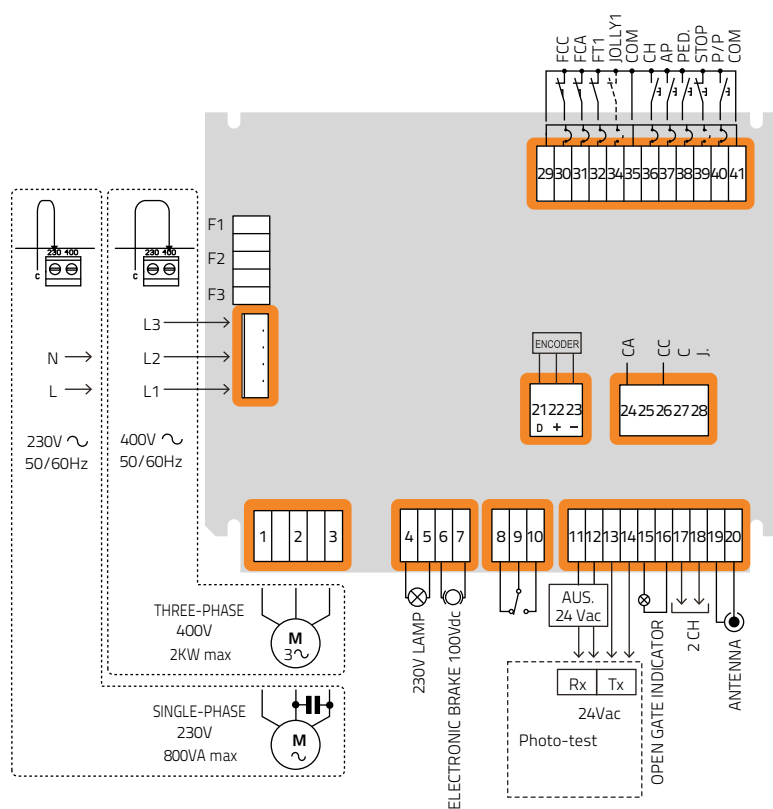 FCC
FCA
FT1
JOLLY1
COM
CH
AP
PED.
STOP
P/P
COM
29 30 31 32 34 35 36 37 38 39 40 41
230 400
C
230 400
C
F1
F2
F3
L3
L2
L1
N
L
230V
50/60Hz
400V
50/60Hz
ENCODER
21 22 23
D + −
CA
CC
C
J.
24 25 26 27 28
1 2 3
4 5 6 7
8 9 10
11 12 13 14 15 16 17 18 19 20
230V LAMP
ELECTRONIC BRAKE 100Vdc
AUS.
24 Vac
Rx Tx
24Vac
Photo-test
OPEN GATE INDICATOR
2 CH
ANTENNA
THREE-PHASE
400V
2KW max
M
3
SINGLE-PHASE
230V
800VA max
M